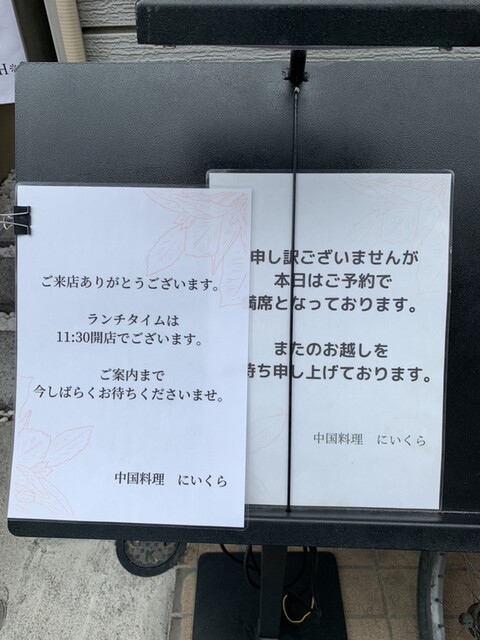 ご来店ありがとうございます。
ランチタイムは
11:30開店でございます。
ご案内まで
今しばらくお待ちくださいませ。
中国料理　にいくら
申し訳ございませんが
本日はご予約で
満席となっております。
またのお越しを
待ち申し上げております。
中国料理　にいくら